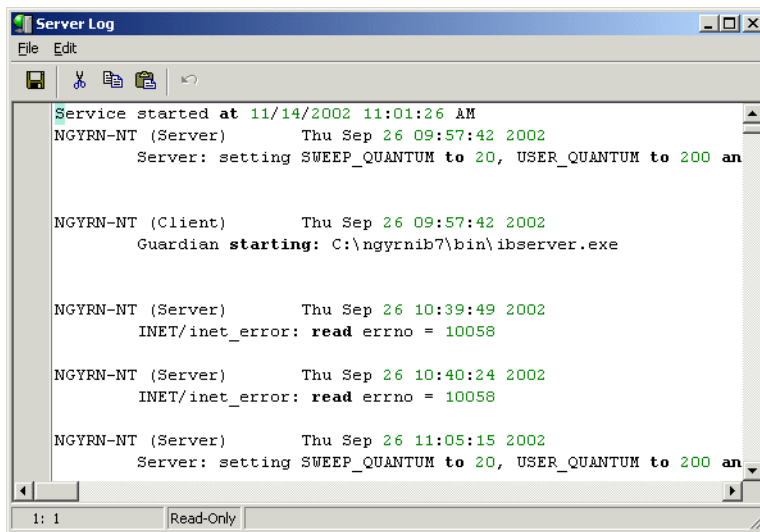 Server Log
File Edit
Service started at 11/14/2002 11:01:26 AM
NGYRN-NT (Server) Thu Sep 26 09:57:42 2002
Server: setting SWEEP_QUANTUM to 20, USER_QUANTUM to 200 an
NGYRN-NT (Client) Thu Sep 26 09:57:42 2002
Guardian starting: C:\ngyrnib7\bin\ibserver.exe
NGYRN-NT (Server) Thu Sep 26 10:39:49 2002
INET/inet_error: read errno = 10058
NGYRN-NT (Server) Thu Sep 26 10:40:24 2002
INET/inet_error: read errno = 10058
NGYRN-NT (Server) Thu Sep 26 11:05:15 2002
Server: setting SWEEP_QUANTUM to 20, USER_QUANTUM to 200 an
1: 1 Read-Only